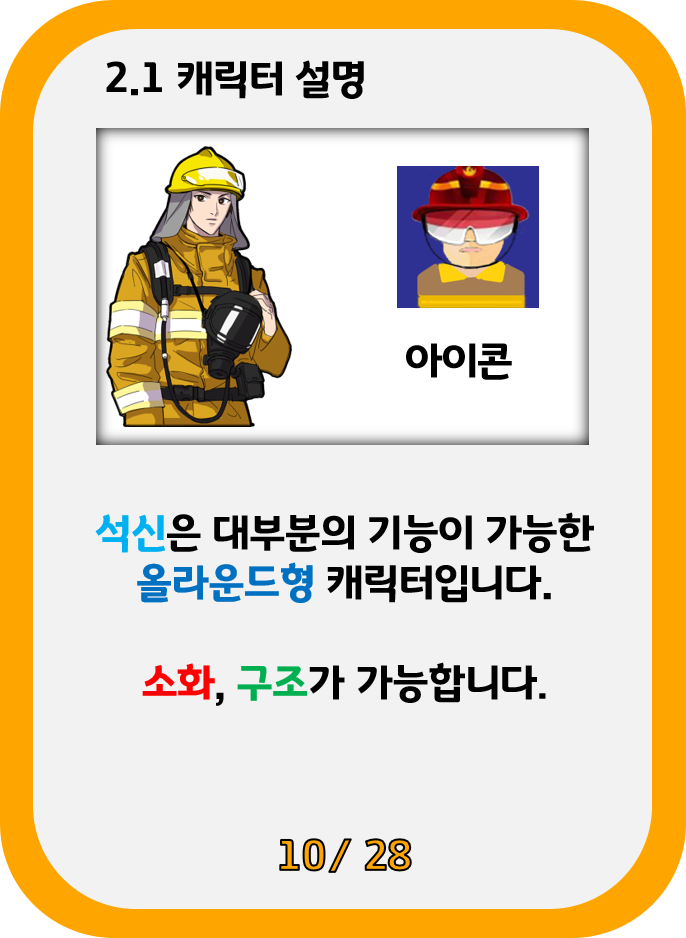 2.1 캐릭터 설명
아이콘
석신은 대부분의 기능이 가능한
올라운드형 캐릭터입니다.
소화, 구조가 가능합니다.
10/ 28